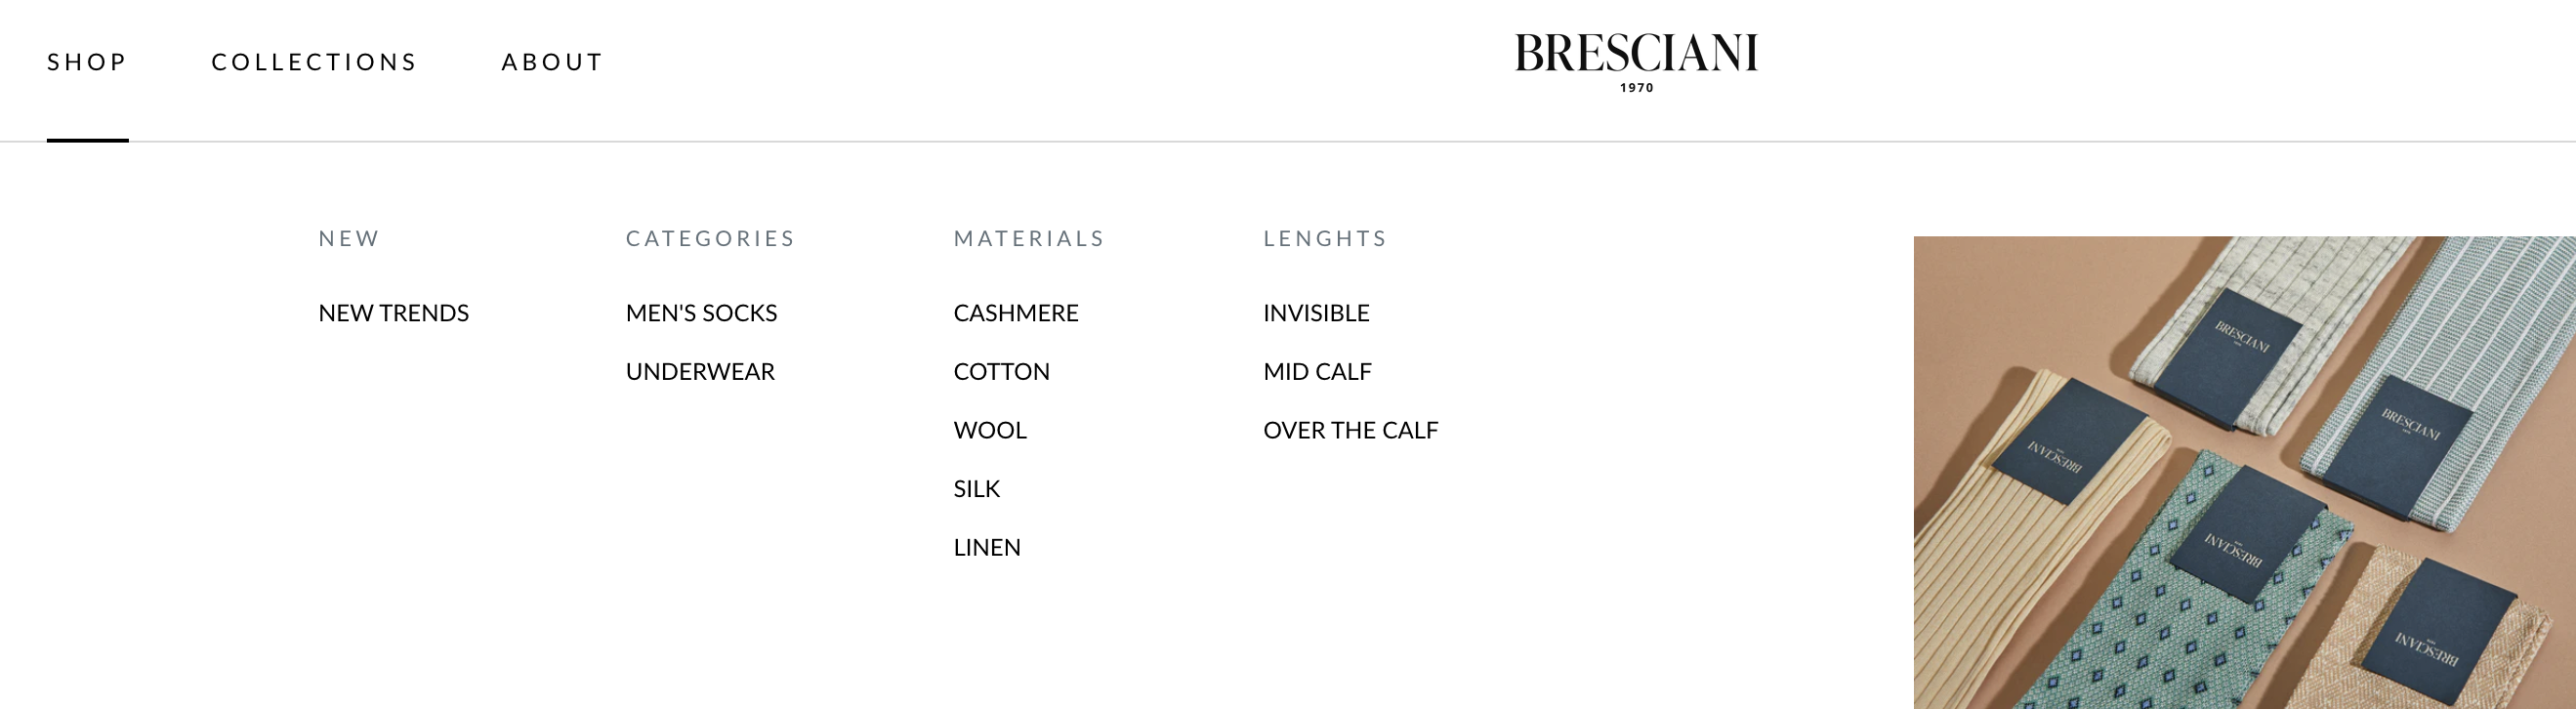 SHOP
COLLECTIONS
ABOUT
BRESCIANI
1970
NEW
NEW TRENDS
CATEGORIES
MEN'S SOCKS
UNDERWEAR
MATERIALS
CASHMERE
COTTON
WOOL
SILK
LINEN
LENGHTS
INVISIBLE
MID CALF
OVER THE CALF
BRESCIANI
BRESCIANI
BRESCIANI
BRESCIANI
BRESCIANI